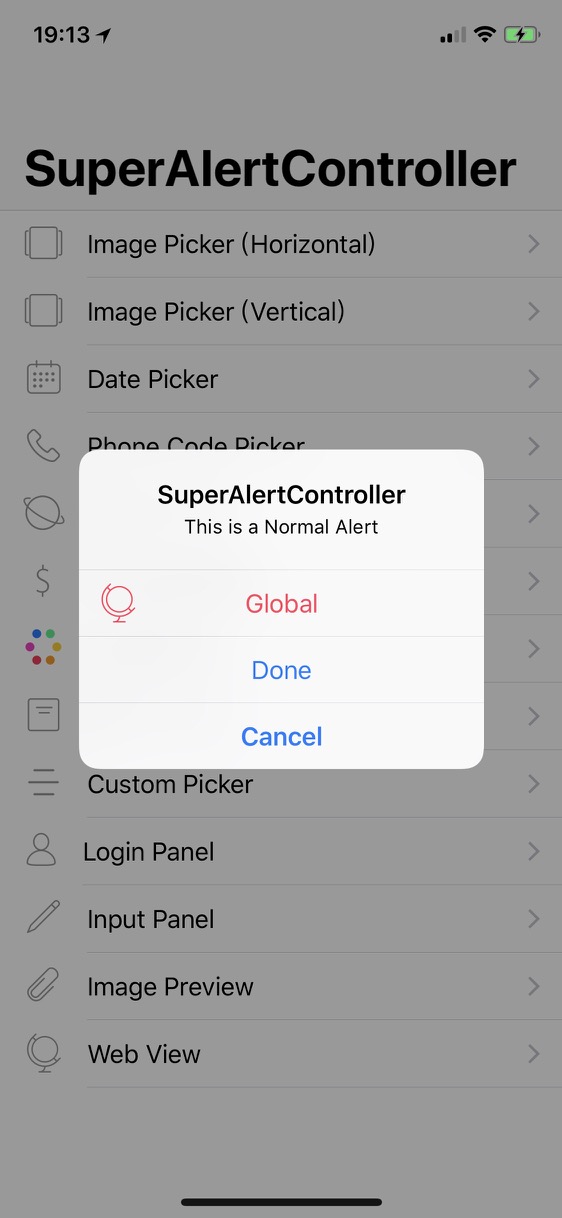 19:13
SuperAlertController
Image Picker (Horizontal)
Image Picker (Vertical)
Date Picker
Phone Code Picker
SuperAlertController
This is a Normal Alert
Global
Done
Cancel
Custom Picker
Login Panel
Input Panel
Image Preview
Web View